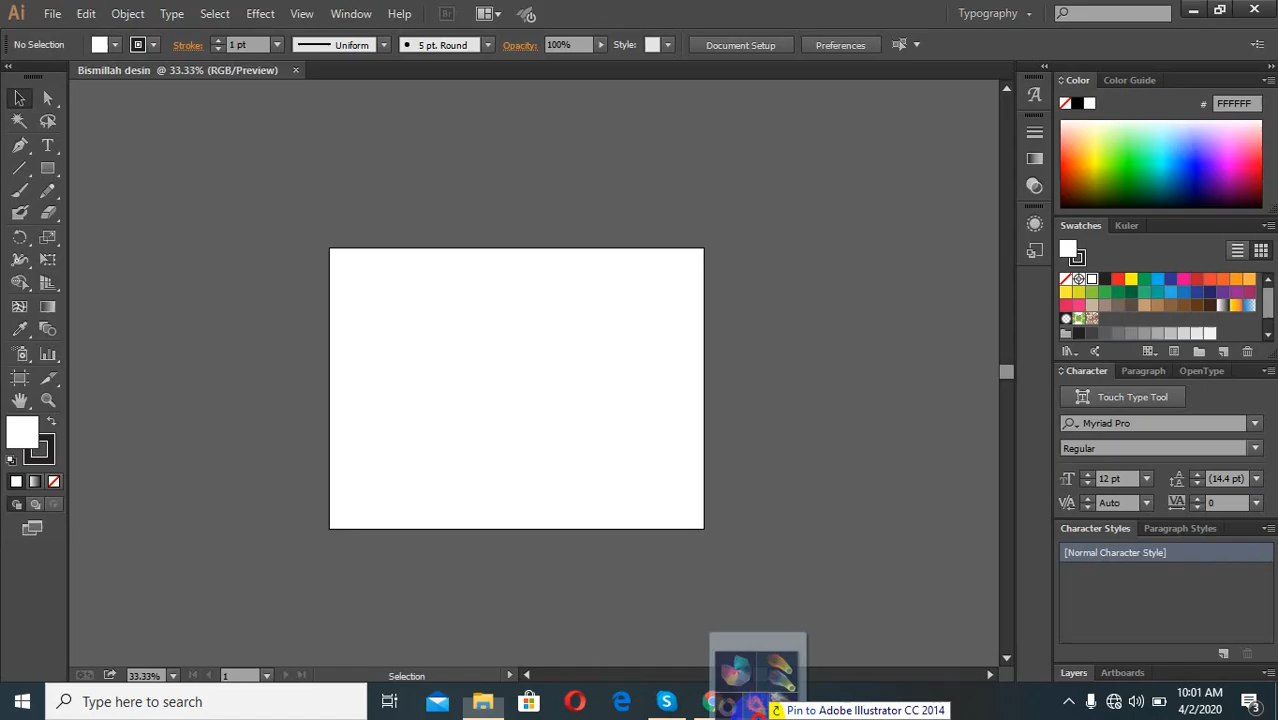 Ai File Edit Object Type Select Effect View Window Help Br Typography
No Selection Stroke: 1 pt Uniform 5 pt. Round Opacity: 100% Style: Document Setup Preferences
Bismillah desin @ 33.33% (RGB/Preview) ×
Color Color Guide
# FFFFFF
Swatches Kuler
Character Paragraph OpenType
Touch Type Tool
Myriad Pro
Regular
12 pt (14.4 pt)
Auto 0
Character Styles Paragraph Styles
[Normal Character Style]
Layers Artboards
33.33% 1 Selection
Type here to search
Pin to Adobe Illustrator CC 2014
10:01 AM
4/2/2020
3